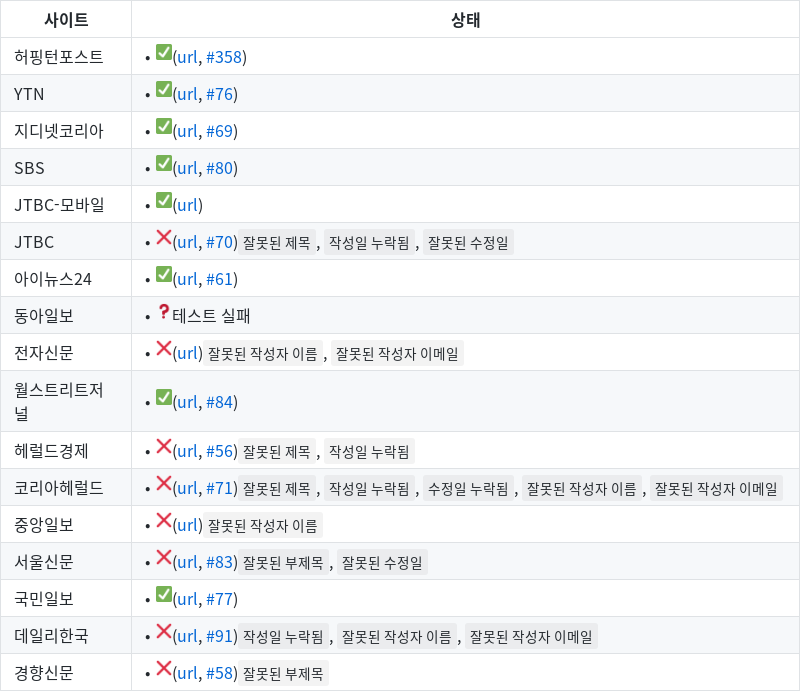 사이트 상태
허핑턴포스트 • ✅(url, #358)
YTN • ✅(url, #76)
지디넷코리아 • ✅(url, #69)
SBS • ✅(url, #80)
JTBC-모바일 • ✅(url)
JTBC • ❌(url, #70) 잘못된 제목 , 작성일 누락됨 , 잘못된 수정일
아이뉴스24 • ✅(url, #61)
동아일보 • ❓테스트 실패
전자신문 • ❌(url) 잘못된 작성자 이름 , 잘못된 작성자 이메일
월스트리트저
널 • ✅(url, #84)
헤럴드경제 • ❌(url, #56) 잘못된 제목 , 작성일 누락됨
코리아헤럴드 • ❌(url, #71) 잘못된 제목 , 작성일 누락됨 , 수정일 누락됨 , 잘못된 작성자 이름 , 잘못된 작성자 이메일
중앙일보 • ❌(url) 잘못된 작성자 이름
서울신문 • ❌(url, #83) 잘못된 부제목 , 잘못된 수정일
국민일보 • ✅(url, #77)
데일리한국 • ❌(url, #91) 작성일 누락됨 , 잘못된 작성자 이름 , 잘못된 작성자 이메일
경향신문 • ❌(url, #58) 잘못된 부제목